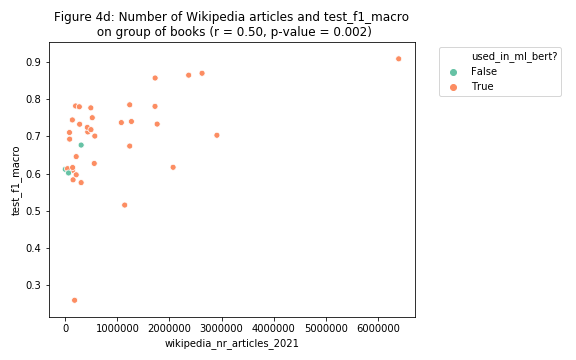 Figure 4d: Number of Wikipedia articles and test_f1_macro
on group of books (r = 0.50, p-value = 0.002)
used_in_ml_bert?
False
True
test_f1_macro
0.9
0.8
0.7
0.6
0.5
0.4
0.3
0 1000000 2000000 3000000 4000000 5000000 6000000
wikipedia_nr_articles_2021